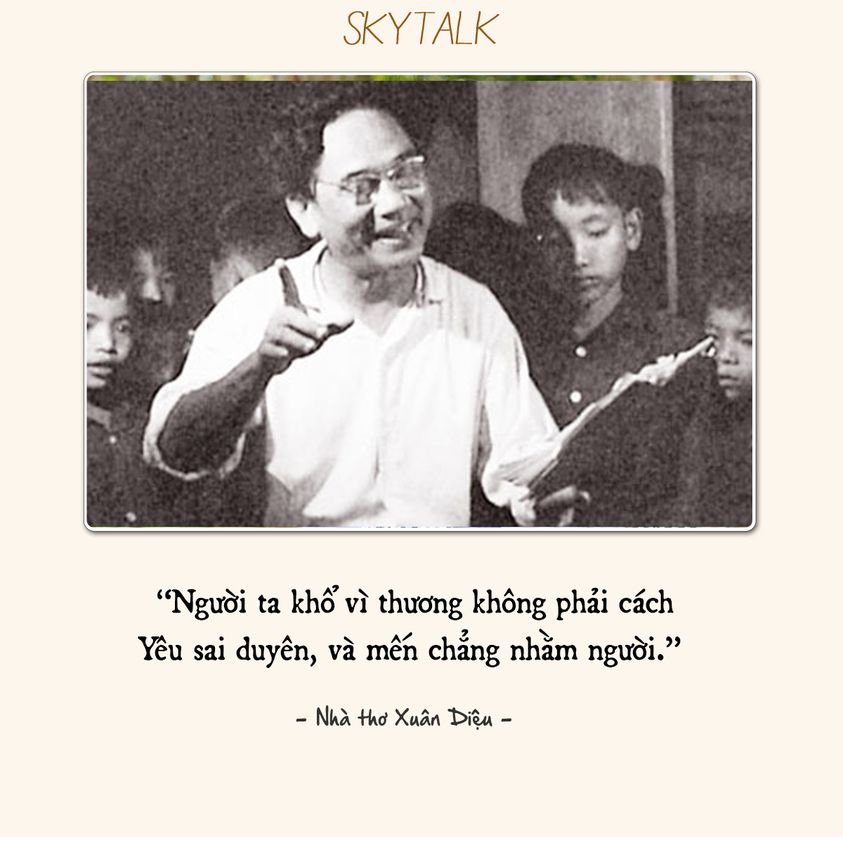 SKYTALK
“Người ta khổ vì thương không phải cách
Yêu sai duyên, và mến chẳng nhằm người.”
– Nhà thơ Xuân Diệu –